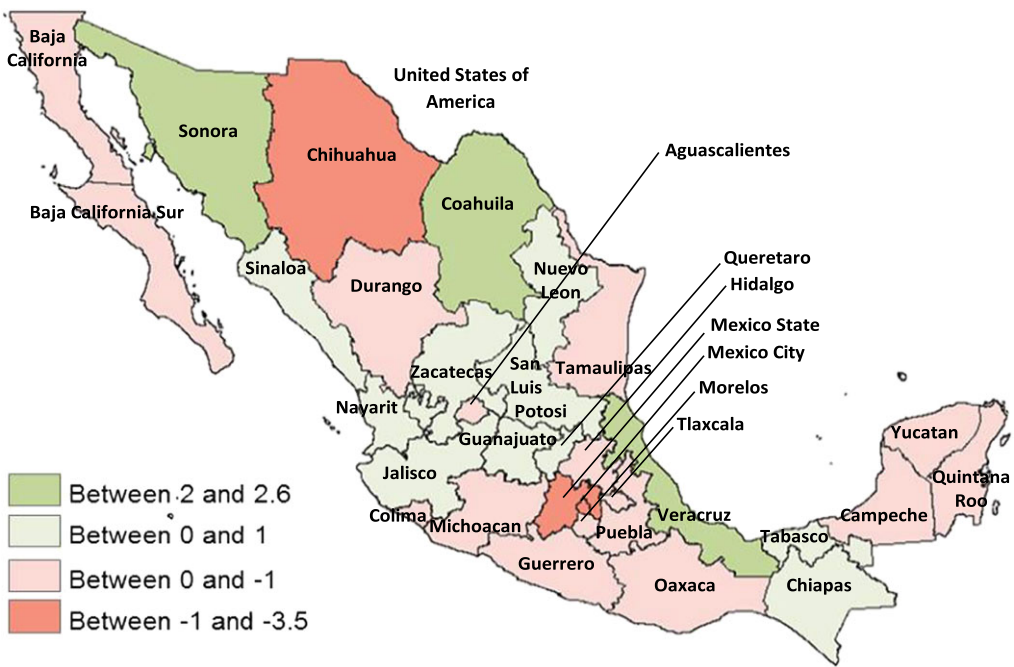 Baja
California
United States of
America
Sonora
Chihuahua
Aguascalientes
Coahuila
Baja California Sur
Queretaro
Sinaloa
Nuevo
Leon
Durango
Hidalgo
Mexico State
Mexico City
Zacatecas
San
Luis
Potosi
Tamaulipas
Morelos
Nayarit
Tlaxcala
Guanajuato
Yucatan
Jalisco
Quintana
Roo
Between 2 and 2.6
Colima
Michoacan
Veracruz
Campeche
Between 0 and 1
Puebla
Tabasco
Guerrero
Between 0 and -1
Oaxaca
Chiapas
Between -1 and -3.5